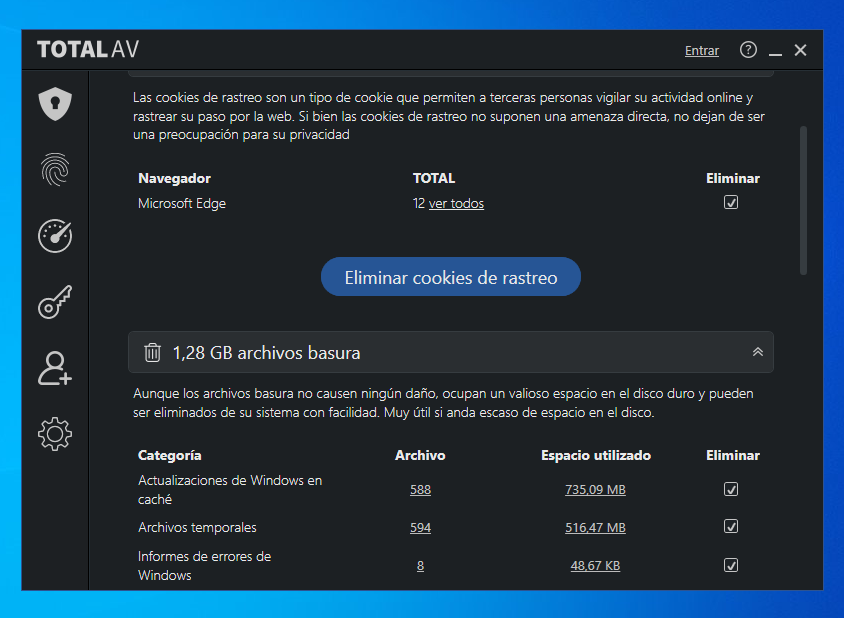 TOTAL AV
Entrar
Las cookies de rastreo son un tipo de cookie que permiten a terceras personas vigilar su actividad online y
rastrear su paso por la web. Si bien las cookies de rastreo no suponen una amenaza directa, no dejan de ser
una preocupación para su privacidad
Navegador TOTAL Eliminar
Microsoft Edge 12 ver todos
Eliminar cookies de rastreo
1,28 GB archivos basura
Aunque los archivos basura no causen ningún daño, ocupan un valioso espacio en el disco duro y pueden
ser eliminados de su sistema con facilidad. Muy útil si anda escaso de espacio en el disco.
Categoría Archivo Espacio utilizado Eliminar
Actualizaciones de Windows en
caché 588 735,09 MB
Archivos temporales 594 516,47 MB
Informes de errores de
Windows 8 48,67 KB